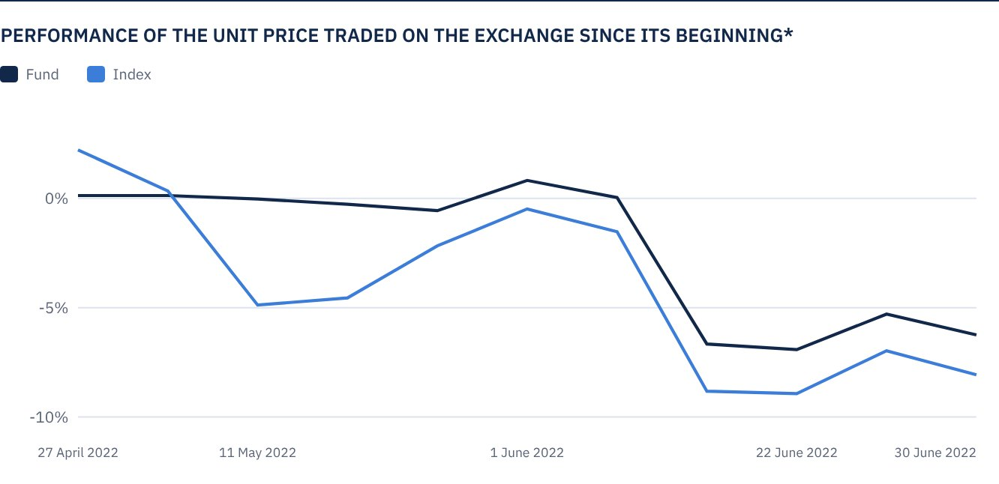 PERFORMANCE OF THE UNIT PRICE TRADED ON THE EXCHANGE SINCE ITS BEGINNING*
Fund Index
0%
-5%
-10%
27 April 2022 11 May 2022 1 June 2022 22 June 2022 30 June 2022